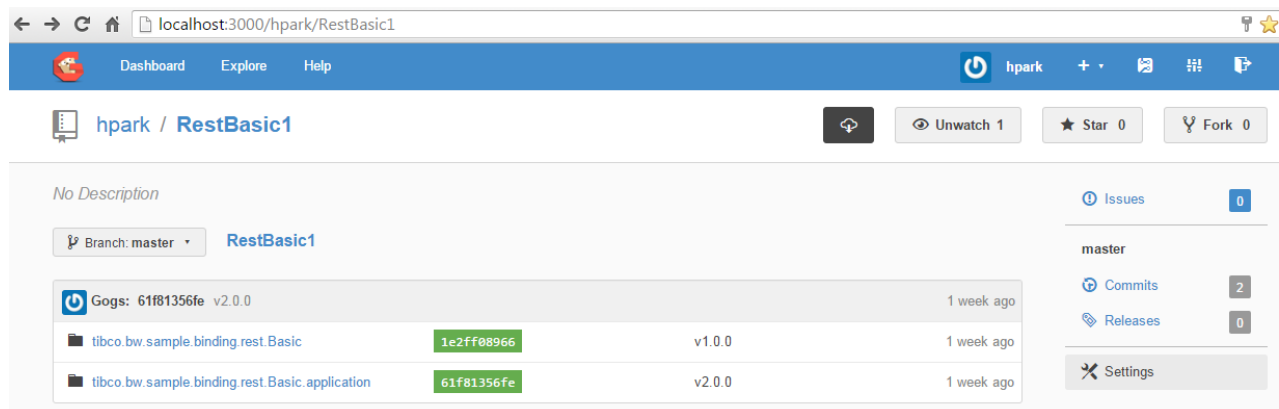 localhost:3000/hpark/RestBasic1
Dashboard Explore Help hpark
hpark / RestBasic1 Unwatch 1 Star 0 Fork 0
No Description
Issues 0
Branch: master RestBasic1
master
Gogs: 61f81356fe v2.0.0 1 week ago
Commits 2
tibco.bw.sample.binding.rest.Basic 1e2ff08966 v1.0.0 1 week ago
Releases 0
tibco.bw.sample.binding.rest.Basic.application 61f81356fe v2.0.0 1 week ago
Settings